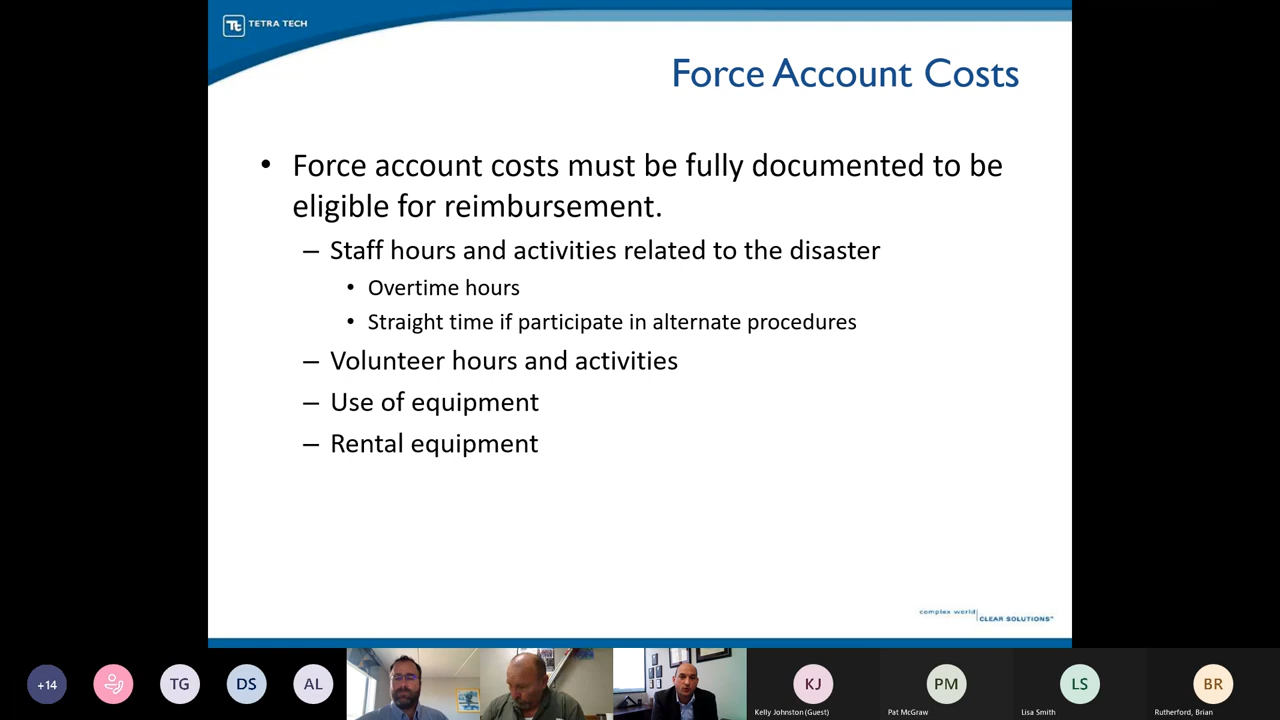 TETRA TECH
Force Account Costs
• Force account costs must be fully documented to be
eligible for reimbursement.
– Staff hours and activities related to the disaster
• Overtime hours
• Straight time if participate in alternate procedures
– Volunteer hours and activities
– Use of equipment
– Rental equipment
complex world
CLEAR SOLUTIONS™
+14
TG
DS
AL
KJ
PM
LS
BR
Kelly Johnston (Guest)
Pat McGraw
Lisa Smith
Rutherford, Brian